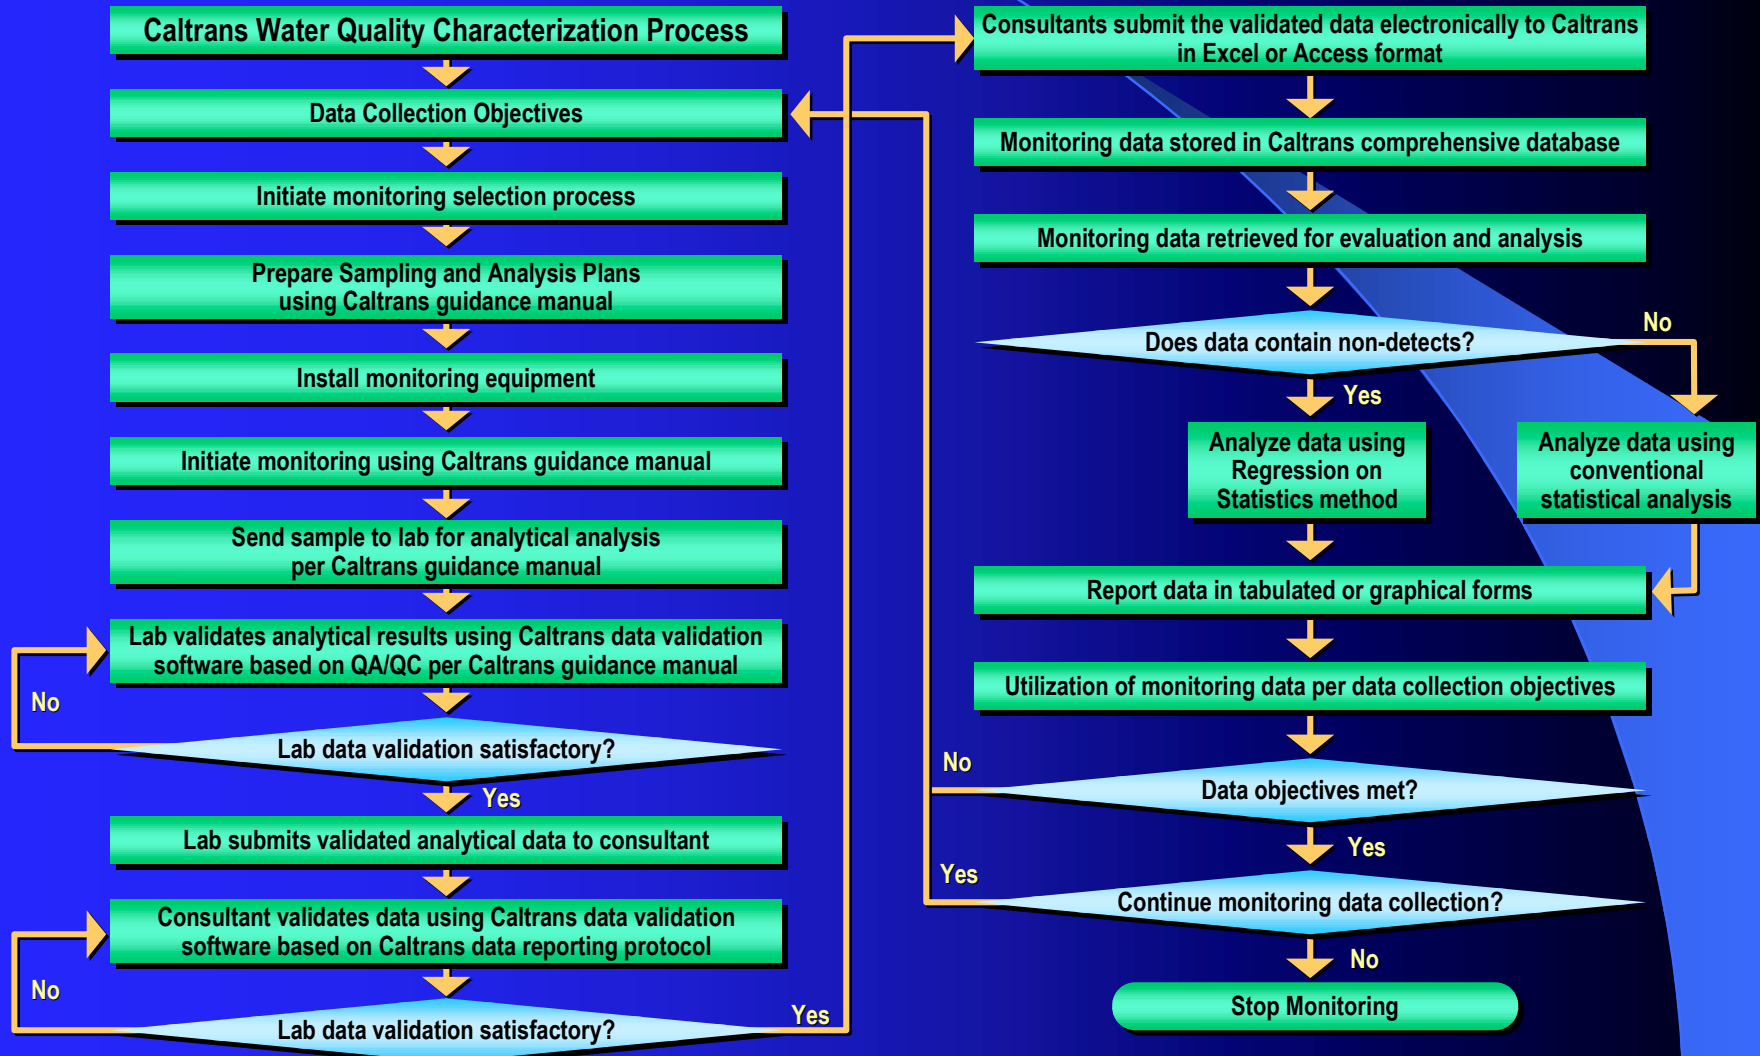 Caltrans Water Quality Characterization Process
Data Collection Objectives
Initiate monitoring selection process
Prepare Sampling and Analysis Plans
using Caltrans guidance manual
Install monitoring equipment
Initiate monitoring using Caltrans guidance manual
Send sample to lab for analytical analysis
per Caltrans guidance manual
Lab validates analytical results using Caltrans data validation
software based on QA/QC per Caltrans guidance manual
No
Lab data validation satisfactory?
Yes
Lab submits validated analytical data to consultant
Consultant validates data using Caltrans data validation
software based on Caltrans data reporting protocol
No
Lab data validation satisfactory?
Yes
Consultants submit the validated data electronically to Caltrans
in Excel or Access format
Monitoring data stored in Caltrans comprehensive database
Monitoring data retrieved for evaluation and analysis
Does data contain non-detects?
No
Yes
Analyze data using
Regression on
Statistics method
Analyze data using
conventional
statistical analysis
Report data in tabulated or graphical forms
Utilization of monitoring data per data collection objectives
No
Data objectives met?
Yes
Yes
Continue monitoring data collection?
No
Stop Monitoring